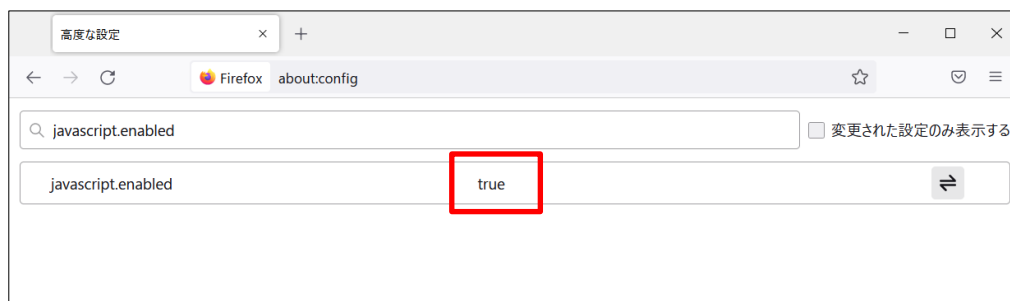 高度な設定
Firefox about:config
javascript.enabled
変更された設定のみ表示する
javascript.enabled true